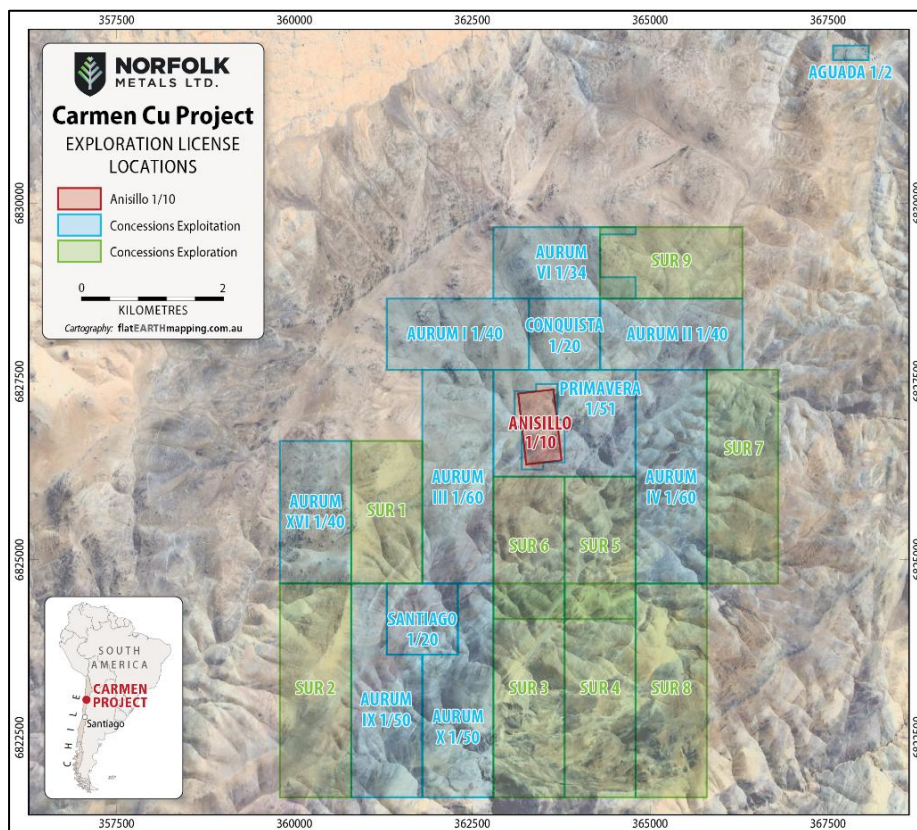 357500
360000
362500
365000
367500
NORFOLK
METALS LTD.
Carmen Cu Project
EXPLORATION LICENSE
LOCATIONS
Anisillo 1/10
Concessions Exploitation
Concessions Exploration
0 2
KILOMETRES
Cartography: flatEARTHmapping.com.au
AGUADA 1/2
6830000
6830000
AURUM
VI 1/34
SUR 9
AURUM I 1/40
CONQUISTA
1/20
AURUM II 1/40
6827500
6827500
PRIMAVERA
1/51
ANISILLO
1/10
SUR 7
AURUM
III 1/60
AURUM
IV 1/60
AURUM
XVI 1/40
SUR 1
SUR 6
SUR 5
6825000
6825000
SANTIAGO
1/20
SUR 2
AURUM
IX 1/50
AURUM
X 1/50
SUR 3
SUR 4
SUR 8
6822500
6822500
SOUTH
AMERICA
CARMEN
PROJECT
Santiago
CHILE
357500
360000
362500
365000
367500